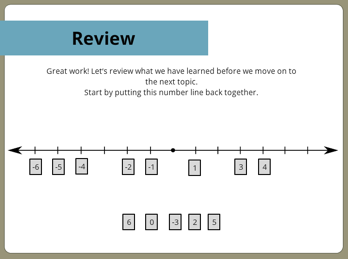 Review
Great work! Let's review what we have learned before we move on to
the next topic.
Start by putting this number line back together.
-6 -5 -4 -2 -1 1 3 4
6 0 -3 2 5